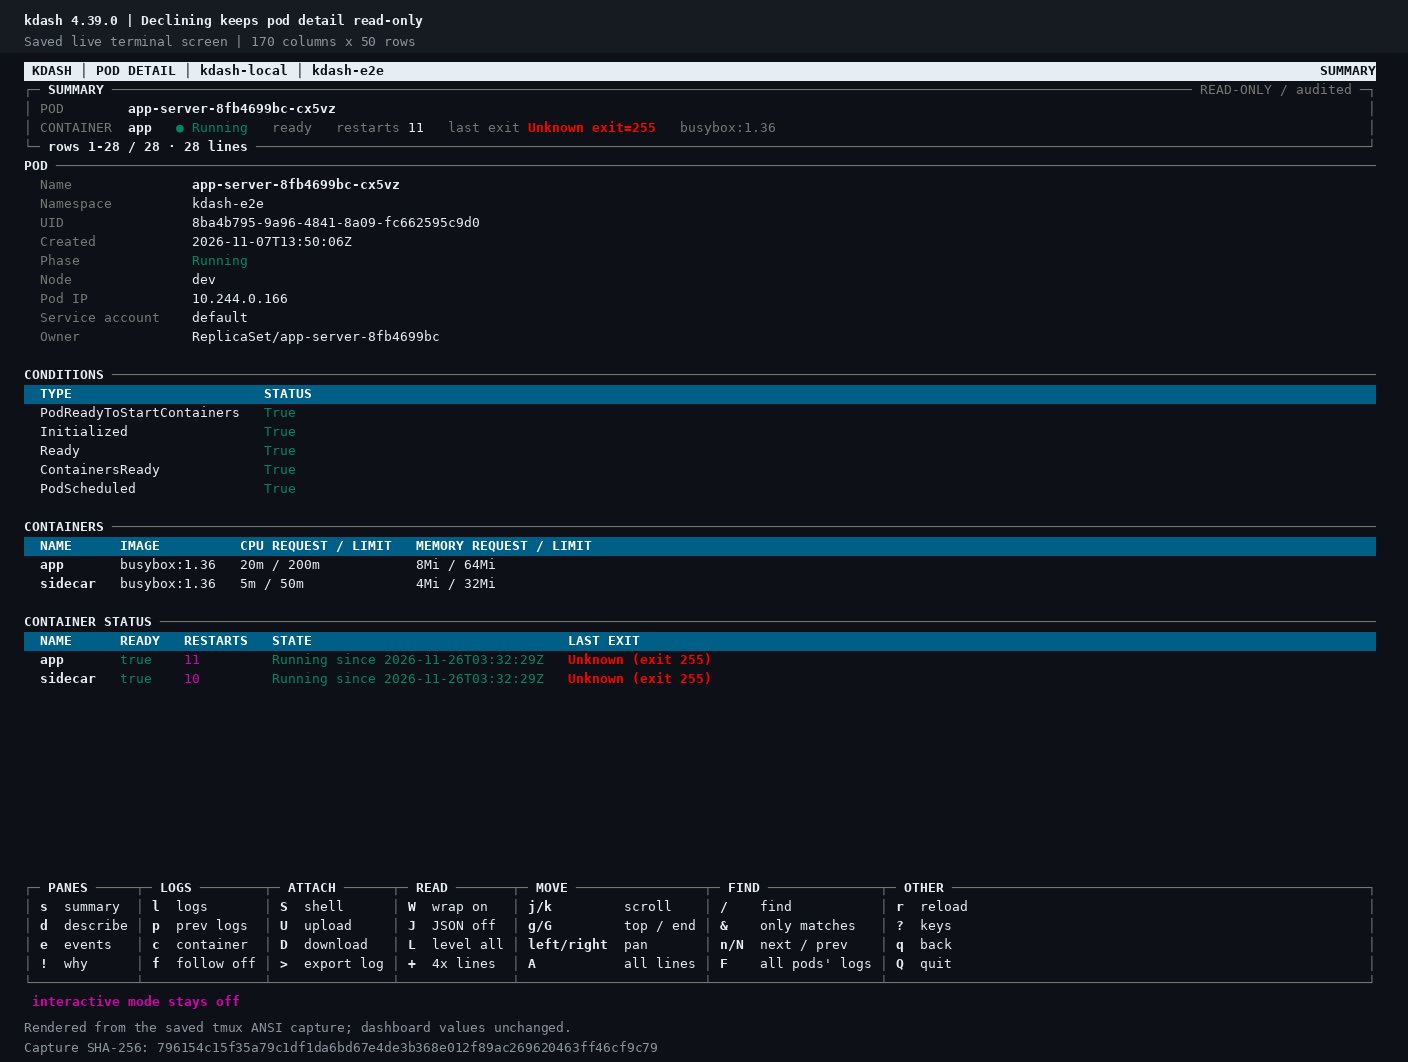 kdash 4.39.0 | Declining keeps pod detail read-only
Saved live terminal screen | 170 columns x 50 rows
KDASH │ POD DETAIL │ kdash-local │ kdash-e2e SUMMARY
SUMMARY READ-ONLY / audited
POD app-server-8fb4699bc-cx5vz
CONTAINER app ● Running ready restarts 11 last exit Unknown exit=255 busybox:1.36
rows 1-28 / 28 · 28 lines
POD
Name app-server-8fb4699bc-cx5vz
Namespace kdash-e2e
UID 8ba4b795-9a96-4841-8a09-fc662595c9d0
Created 2026-11-07T13:50:06Z
Phase Running
Node dev
Pod IP 10.244.0.166
Service account default
Owner ReplicaSet/app-server-8fb4699bc
CONDITIONS
TYPE STATUS
PodReadyToStartContainers True
Initialized True
Ready True
ContainersReady True
PodScheduled True
CONTAINERS
NAME IMAGE CPU REQUEST / LIMIT MEMORY REQUEST / LIMIT
app busybox:1.36 20m / 200m 8Mi / 64Mi
sidecar busybox:1.36 5m / 50m 4Mi / 32Mi
CONTAINER STATUS
NAME READY RESTARTS STATE LAST EXIT
app true 11 Running since 2026-11-26T03:32:29Z Unknown (exit 255)
sidecar true 10 Running since 2026-11-26T03:32:29Z Unknown (exit 255)
PANES LOGS ATTACH READ MOVE FIND OTHER
s summary │ l logs │ S shell │ W wrap on │ j/k scroll │ / find │ r reload
d describe │ p prev logs │ U upload │ J JSON off │ g/G top / end │ & only matches │ ? keys
e events │ c container │ D download │ L level all │ left/right pan │ n/N next / prev │ q back
! why │ f follow off │ > export log │ + 4x lines │ A all lines │ F all pods' logs │ Q quit
interactive mode stays off
Rendered from the saved tmux ANSI capture; dashboard values unchanged.
Capture SHA-256: 796154c15f35a79c1df1da6bd67e4de3b368e012f89ac269620463ff46cf9c79